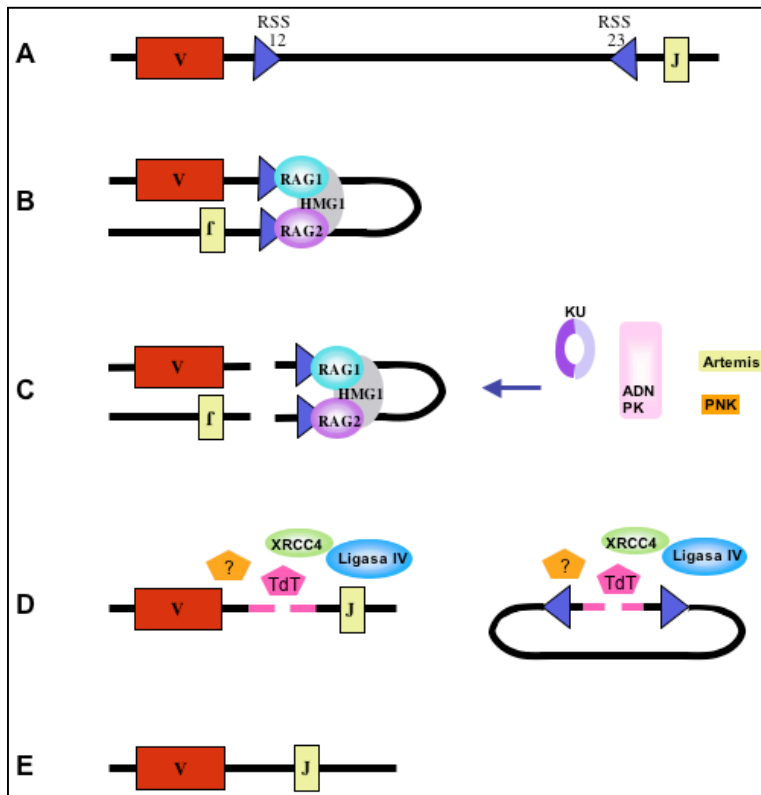 A
V
RSS
12
RSS
23
J
B
V
RAG1
HMG1
RAG2
J
C
V
RAG1
HMG1
RAG2
J
KU
ADN
PK
Artemis
PNK
D
V
?
XRCC4
Ligasa IV
TdT
J
?
XRCC4
Ligasa IV
TdT
E
V
J